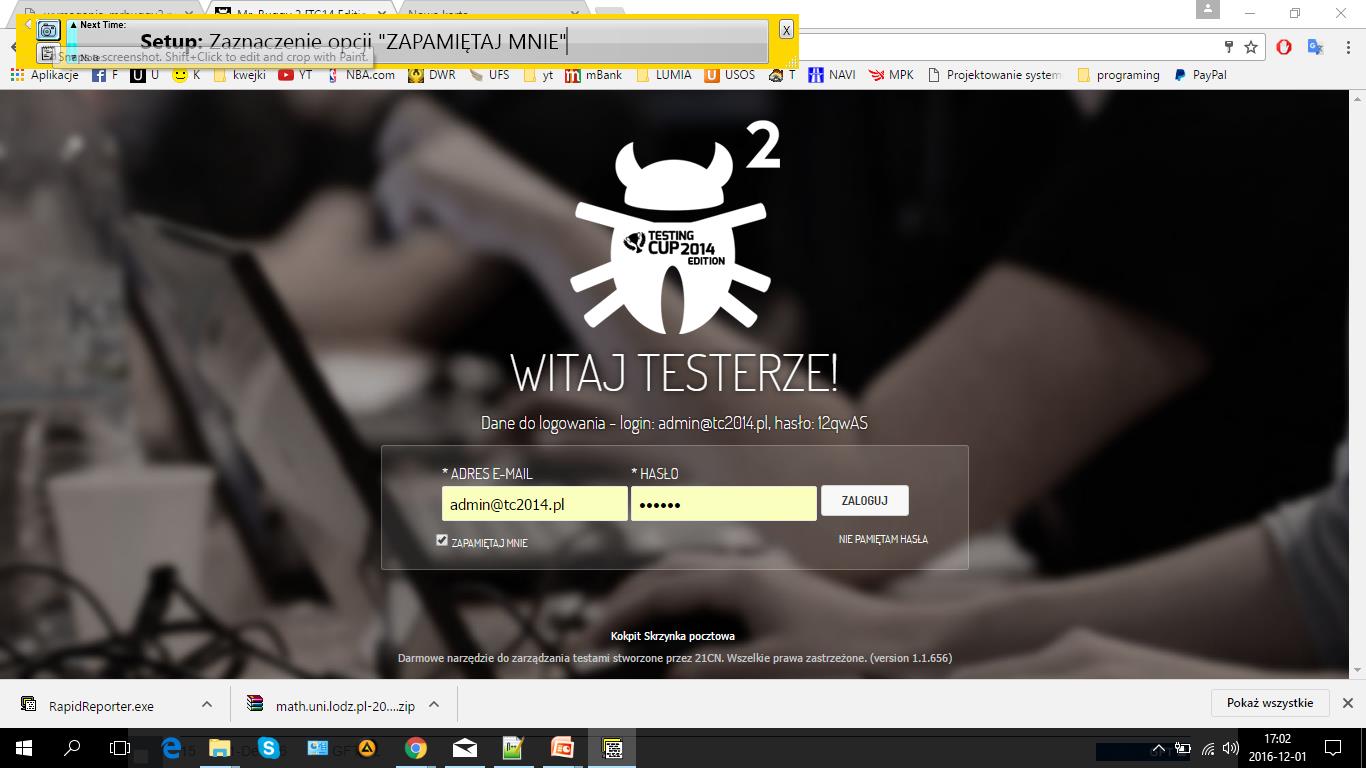 Mr. Buggy 2 [TC14 Editi
Nowa karta
Next Time:
Setup: Zaznaczenie opcji "ZAPAMIĘTAJ MNIE"
X
screenshot. Shift+Click to edit and crop with Paint.
Aplikacje F U K kwejki YT NBA.com DWR UFS yt mBank LUMIA USOS T NAVI MPK Projektowanie system programing PayPal
2
TESTING
CUP 2014
EDITION
WITAJ TESTERZE!
Dane do logowania - login: admin@tc2014.pl, hasło: 12qwAS
* ADRES E-MAIL * HASŁO
admin@tc2014.pl •••••• ZALOGUJ
ZAPAMIĘTAJ MNIE NIE PAMIĘTAM HASŁA
Kokpit Skrzynka pocztowa
Darmowe narzędzie do zarządzania testami stworzone przez 21CN. Wszelkie prawa zastrzeżone. (version 1.1.656)
RapidReporter.exe math.uni.lodz.pl-20....zip Pokaż wszystkie
17:02
2016-12-01